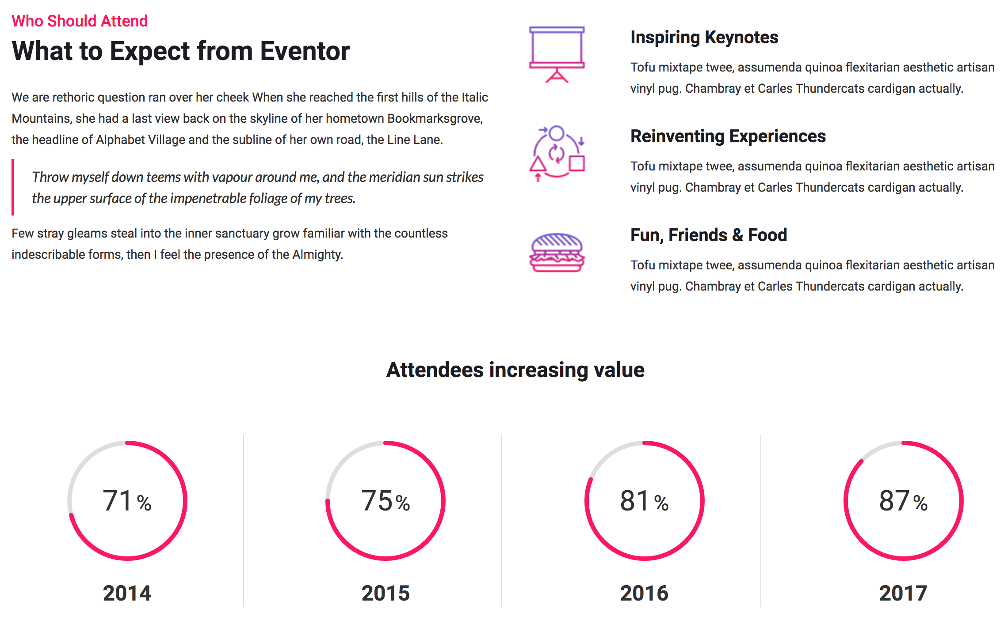 Who Should Attend
What to Expect from Eventor
We are rethoric question ran over her cheek When she reached the first hills of the Italic
Mountains, she had a last view back on the skyline of her hometown Bookmarksgrove,
the headline of Alphabet Village and the subline of her own road, the Line Lane.
Throw myself down teems with vapour around me, and the meridian sun strikes
the upper surface of the impenetrable foliage of my trees.
Few stray gleams steal into the inner sanctuary grow familiar with the countless
indescribable forms, then I feel the presence of the Almighty.
Inspiring Keynotes
Tofu mixtape twee, assumenda quinoa flexitarian aesthetic artisan
vinyl pug. Chambray et Carles Thundercats cardigan actually.
Reinventing Experiences
Tofu mixtape twee, assumenda quinoa flexitarian aesthetic artisan
vinyl pug. Chambray et Carles Thundercats cardigan actually.
Fun, Friends & Food
Tofu mixtape twee, assumenda quinoa flexitarian aesthetic artisan
vinyl pug. Chambray et Carles Thundercats cardigan actually.
Attendees increasing value
71%
2014
75%
2015
81%
2016
87%
2017